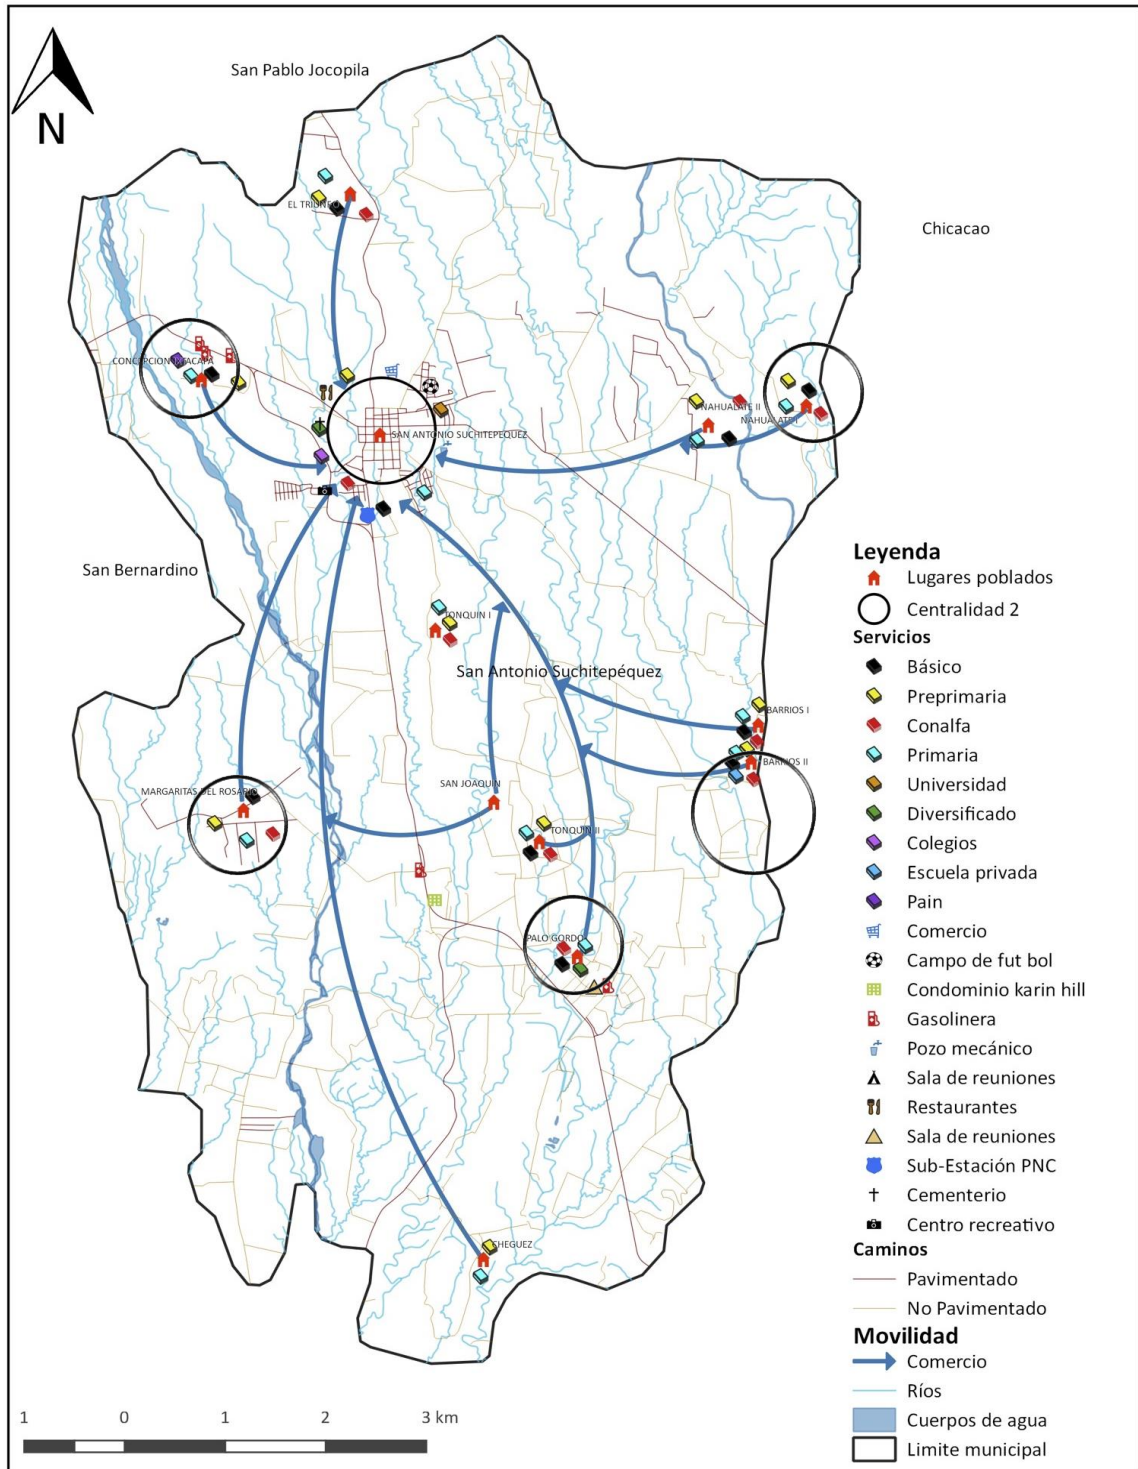 San Pablo Jocopila
N
Chicacao
EL TRIUNFO
NAHUALATE II
NAHUALATE I
SAN ANTONIO SUCHITEPEQUEZ
San Bernardino
TONQUIN I
San Antonio Suchitepéquez
BARRIOS I
BARRIOS II
SAN JOAQUIN
MARGARITAS DEL ROSARIO
TONQUIN II
PALO GORDO
CHEGUEZ
Leyenda
Lugares poblados
Centralidad 2
Servicios
Básico
Preprimaria
Conalfa
Primaria
Universidad
Diversificado
Colegios
Escuela privada
Pain
Comercio
Campo de fut bol
Condominio karin hill
Gasolinera
Pozo mecánico
Sala de reuniones
Restaurantes
Sala de reuniones
Sub-Estación PNC
Cementerio
Centro recreativo
Caminos
Pavimentado
No Pavimentado
Movilidad
Comercio
Ríos
Cuerpos de agua
Limite municipal
1 0 1 2 3 km